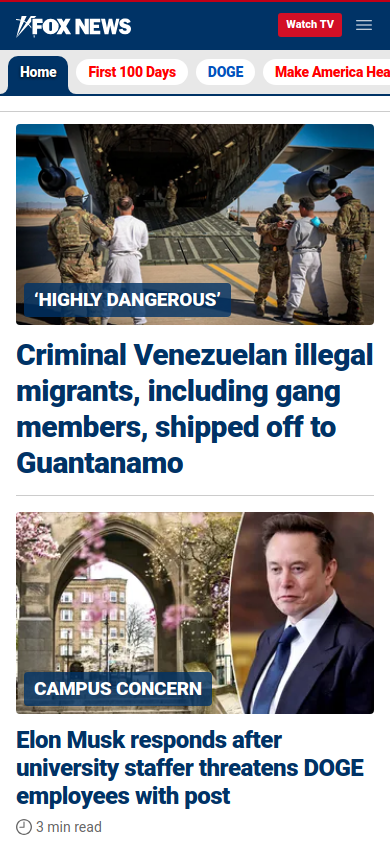 FOX NEWS
Watch TV
Home
First 100 Days
DOGE
Make America Hea
‘HIGHLY DANGEROUS’
Criminal Venezuelan illegal
migrants, including gang
members, shipped off to
Guantanamo
CAMPUS CONCERN
Elon Musk responds after
university staffer threatens DOGE
employees with post
3 min read